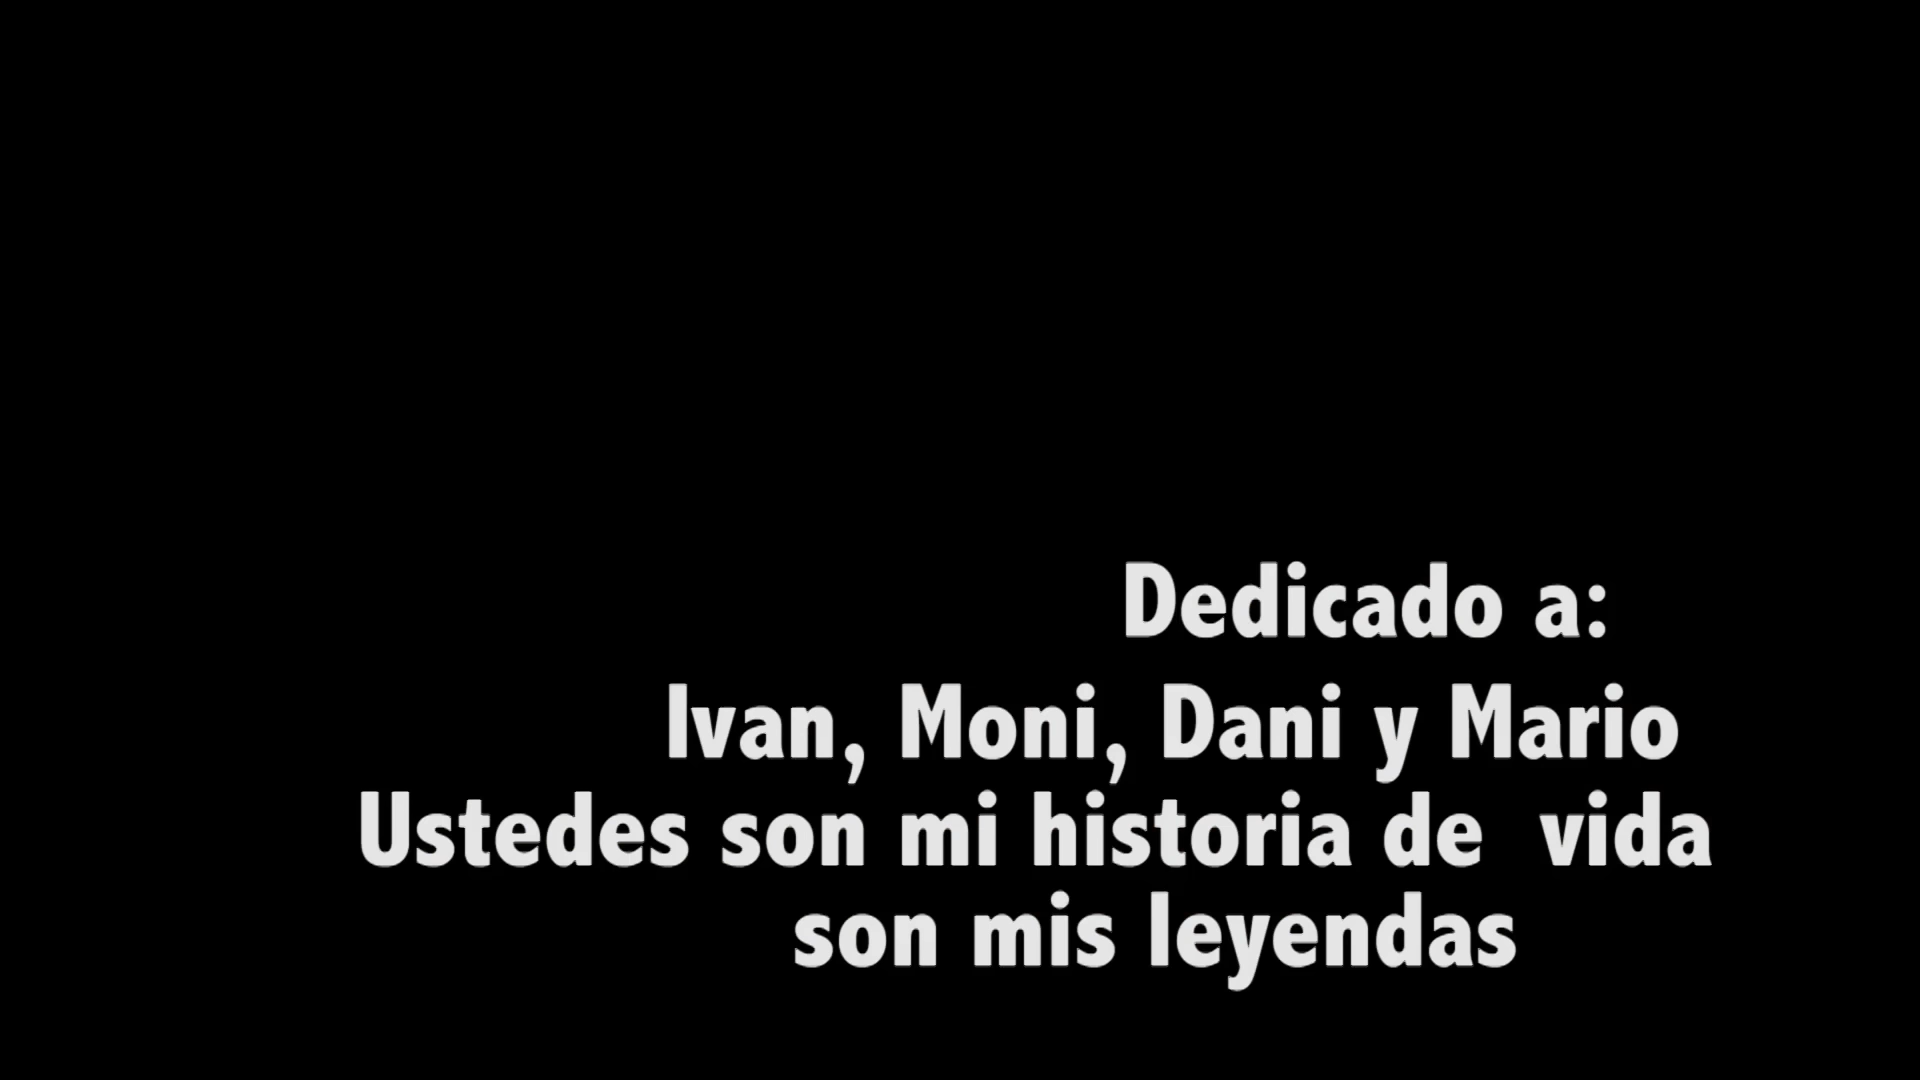 Dedicado a:
Ivan, Moni, Dani y Mario
Ustedes son mi historia de  vida
son mis leyendas